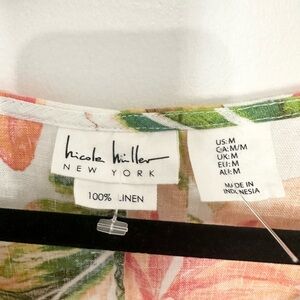 nicole miller
NEW YORK
100% LINEN
US:M
CA:M/M
UK:M
EU:M
AU:M
MADE IN
INDONESIA